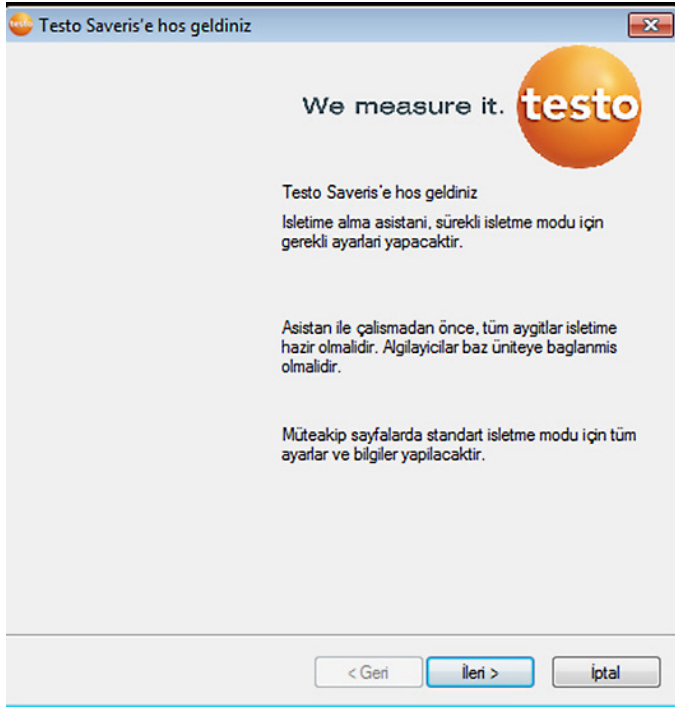 testo Testo Saveris'e hos geldiniz
We measure it. testo
Testo Saveris'e hos geldiniz
Isletime alma asistani, sürekli isletme modu için
gerekli ayarlari yapacaktir.
Asistan ile çalismadan önce, tüm aygitlar isletime
hazir olmalidir. Algilayicilar baz üniteye baglanmis
olmalidir.
Müteakip sayfalarda standart isletme modu için tüm
ayarlar ve bilgiler yapilacaktir.
< Geri İleri > İptal